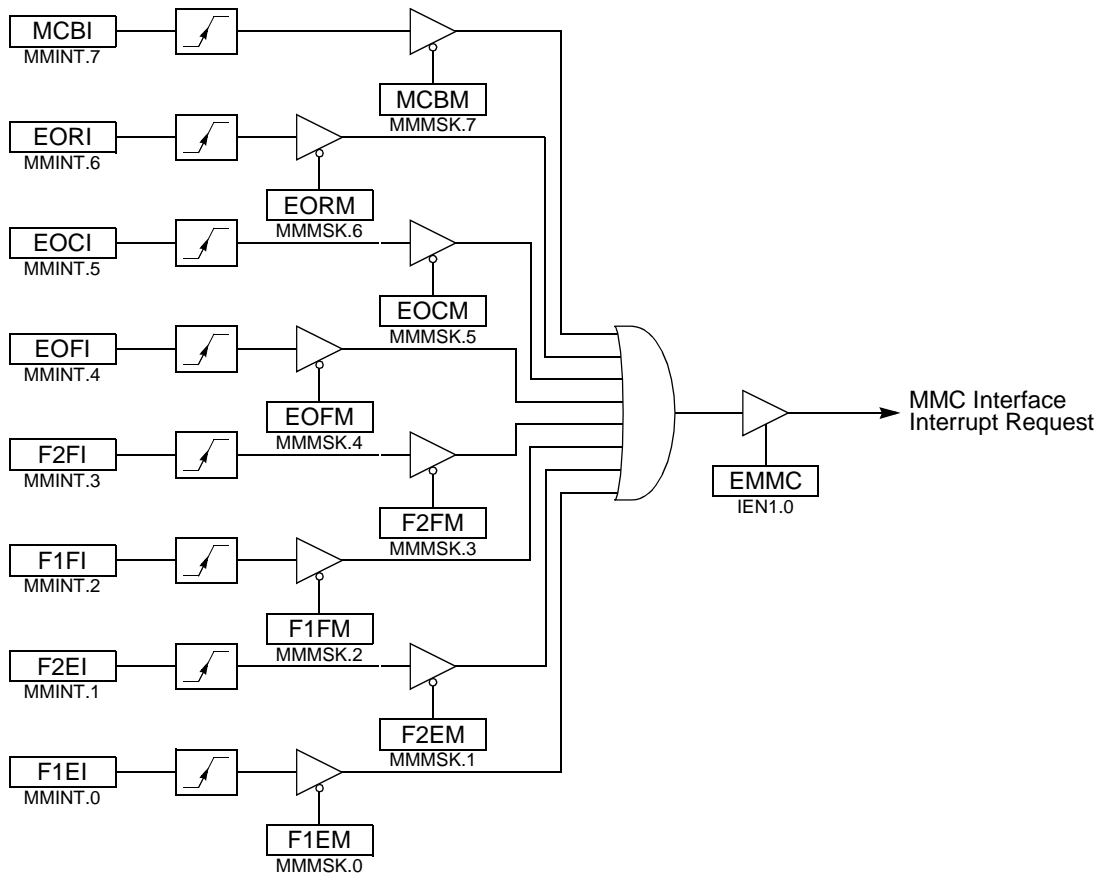 MCBI
MMINT.7
MCBM
MMMSK.7
EORI
MMINT.6
EORM
MMMSK.6
EOCI
MMINT.5
EOCM
MMMSK.5
EOFI
MMINT.4
EOFM
MMMSK.4
F2FI
MMINT.3
F2FM
MMMSK.3
F1FI
MMINT.2
F1FM
MMMSK.2
F2EI
MMINT.1
F2EM
MMMSK.1
F1EI
MMINT.0
F1EM
MMMSK.0
EMMC
IEN1.0
MMC Interface
Interrupt Request